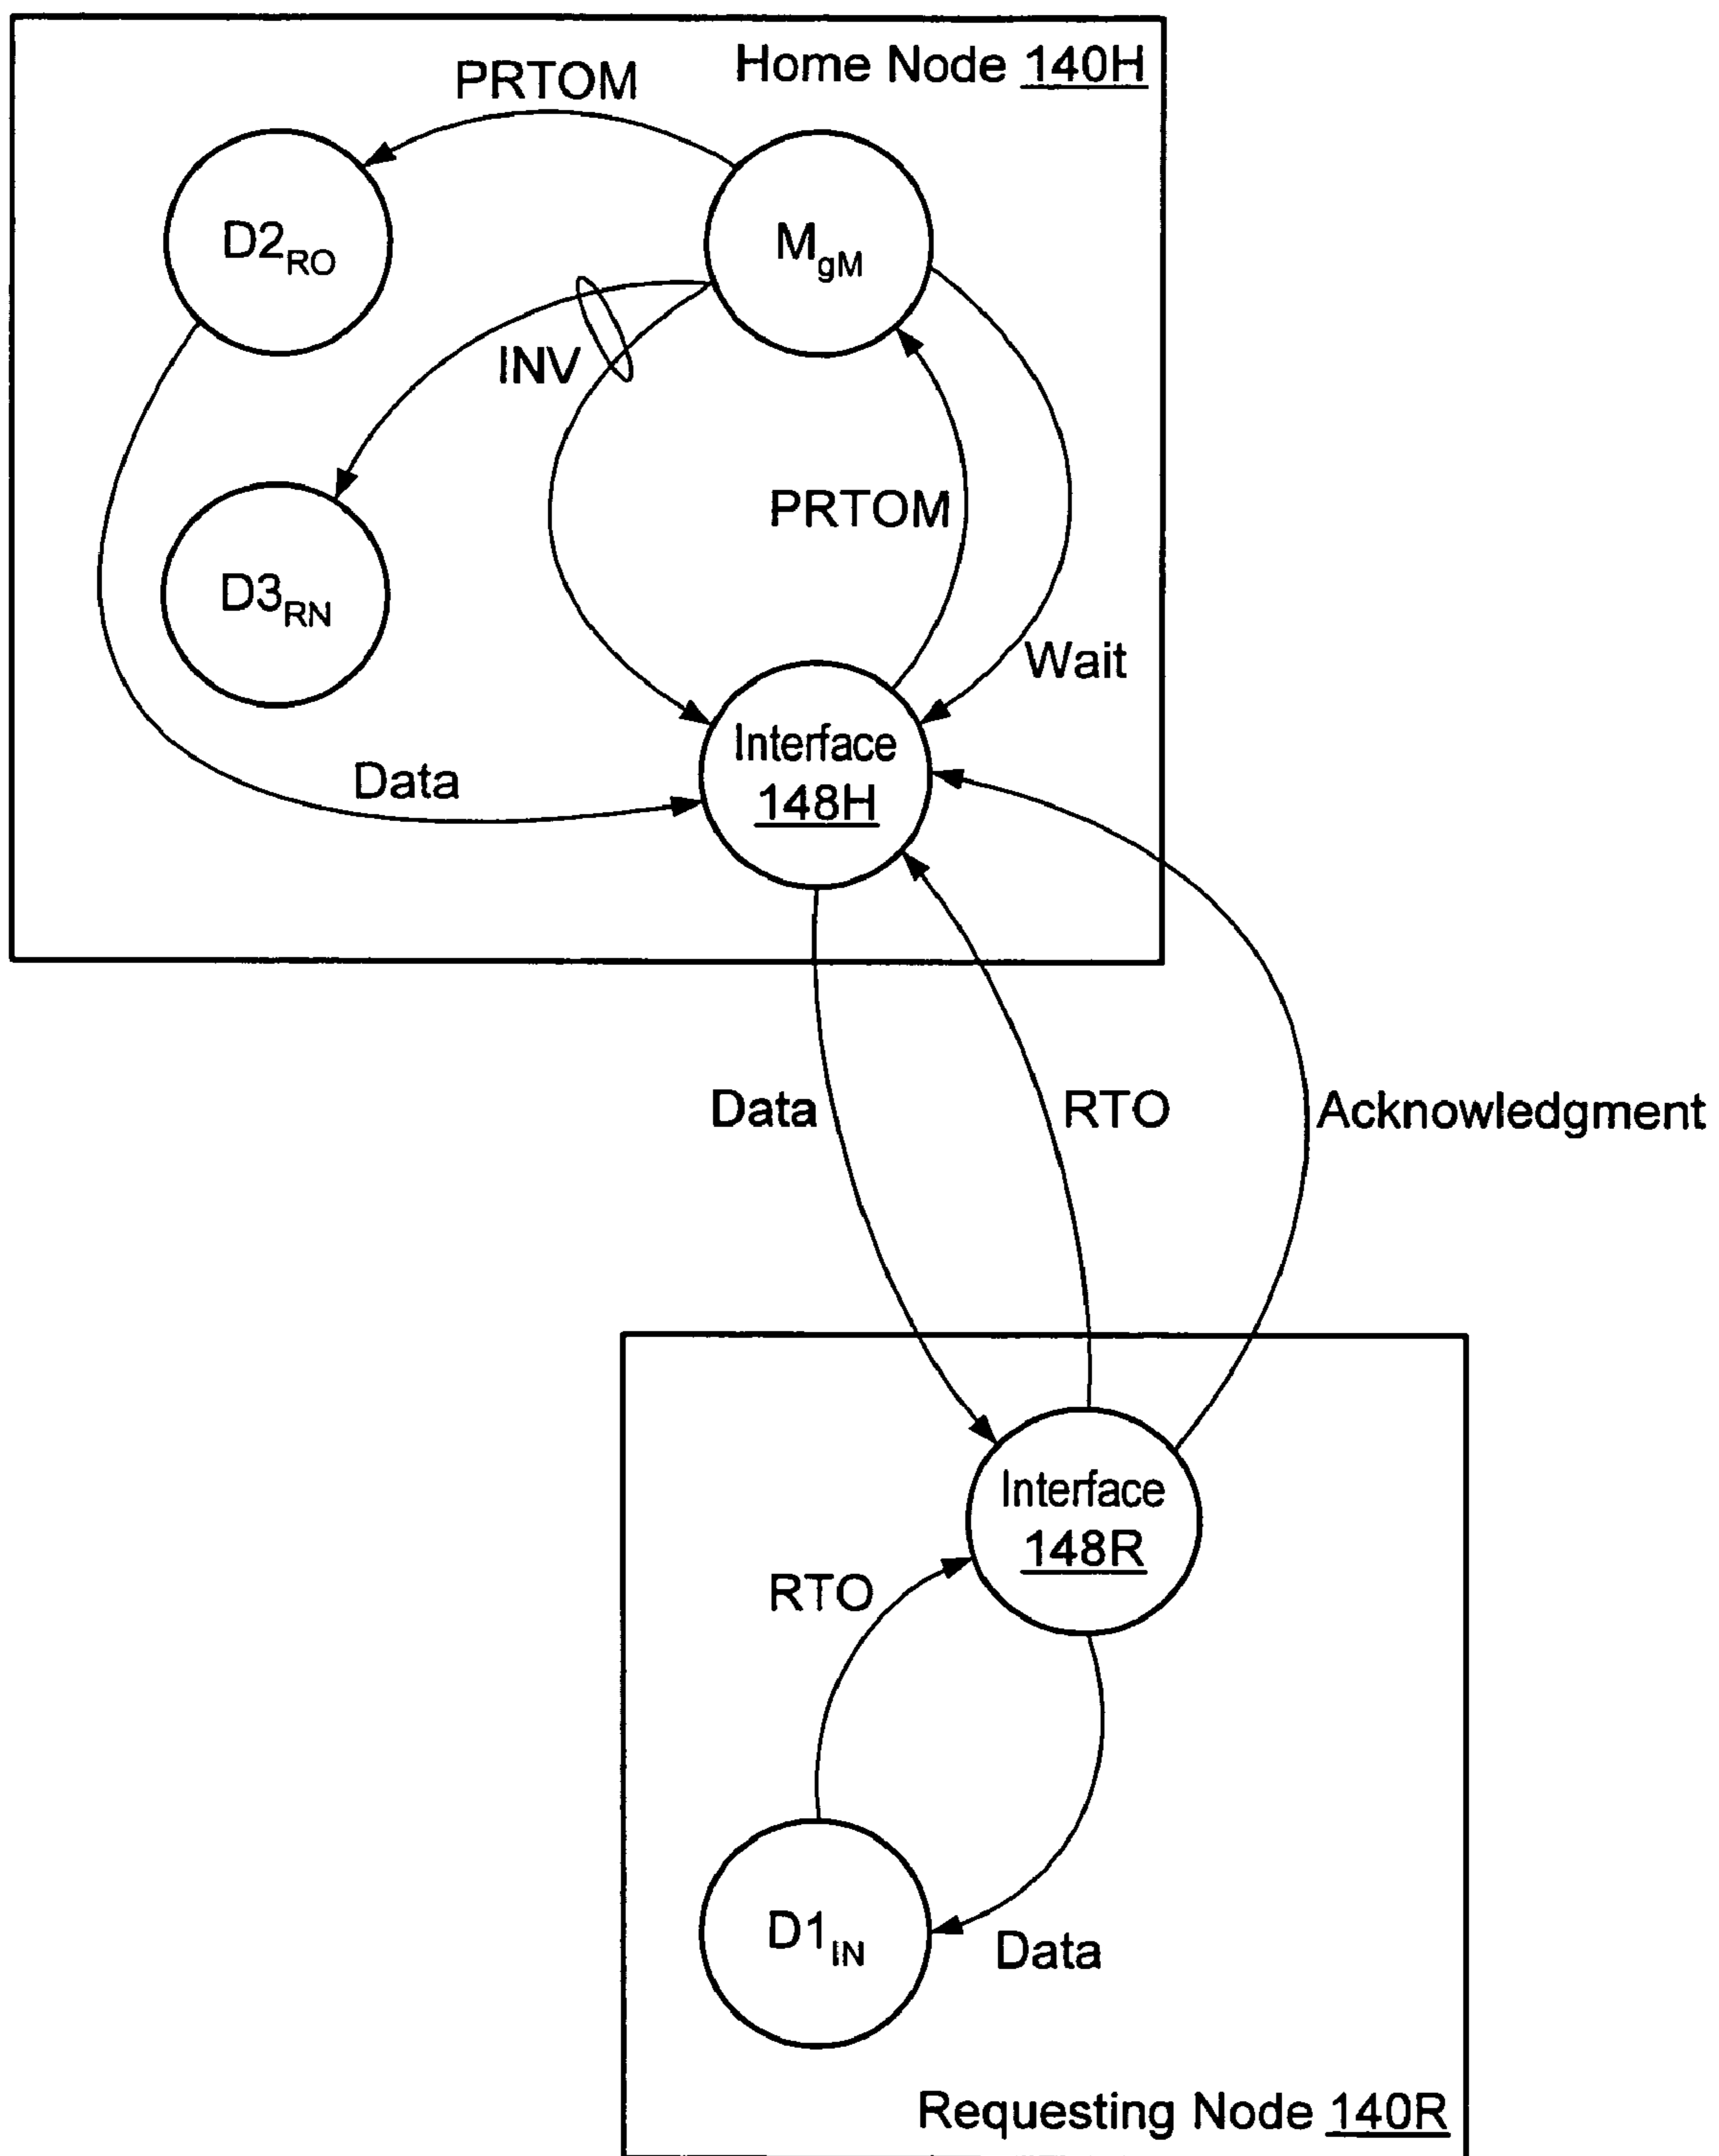 Home Node 140H
PRTOM
D2RO
MgM
INV
PRTOM
D3RN
Wait
Interface
148H
Data
Data
RTO
Acknowledgment
Interface
148R
RTO
D1IN
Data
Requesting Node 140R